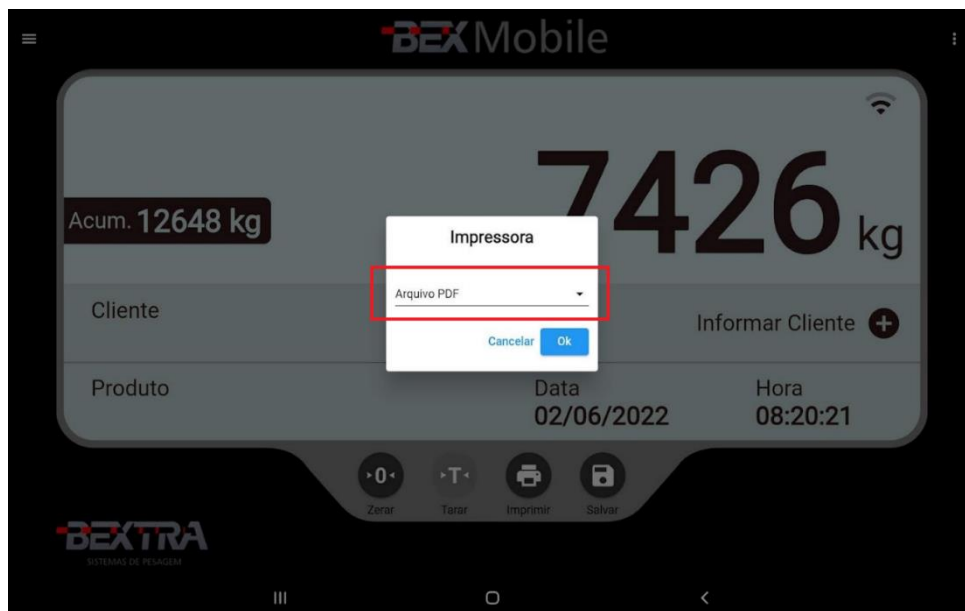 BEX Mobile
7426 kg
Acum. 12648 kg
Impressora
Arquivo PDF
Cancelar Ok
Cliente
Informar Cliente
Produto
Data
02/06/2022
Hora
08:20:21
0
T
Zerar
Tarar
Imprimir
Salvar
BEXTRA
SISTEMAS DE PESAGEM